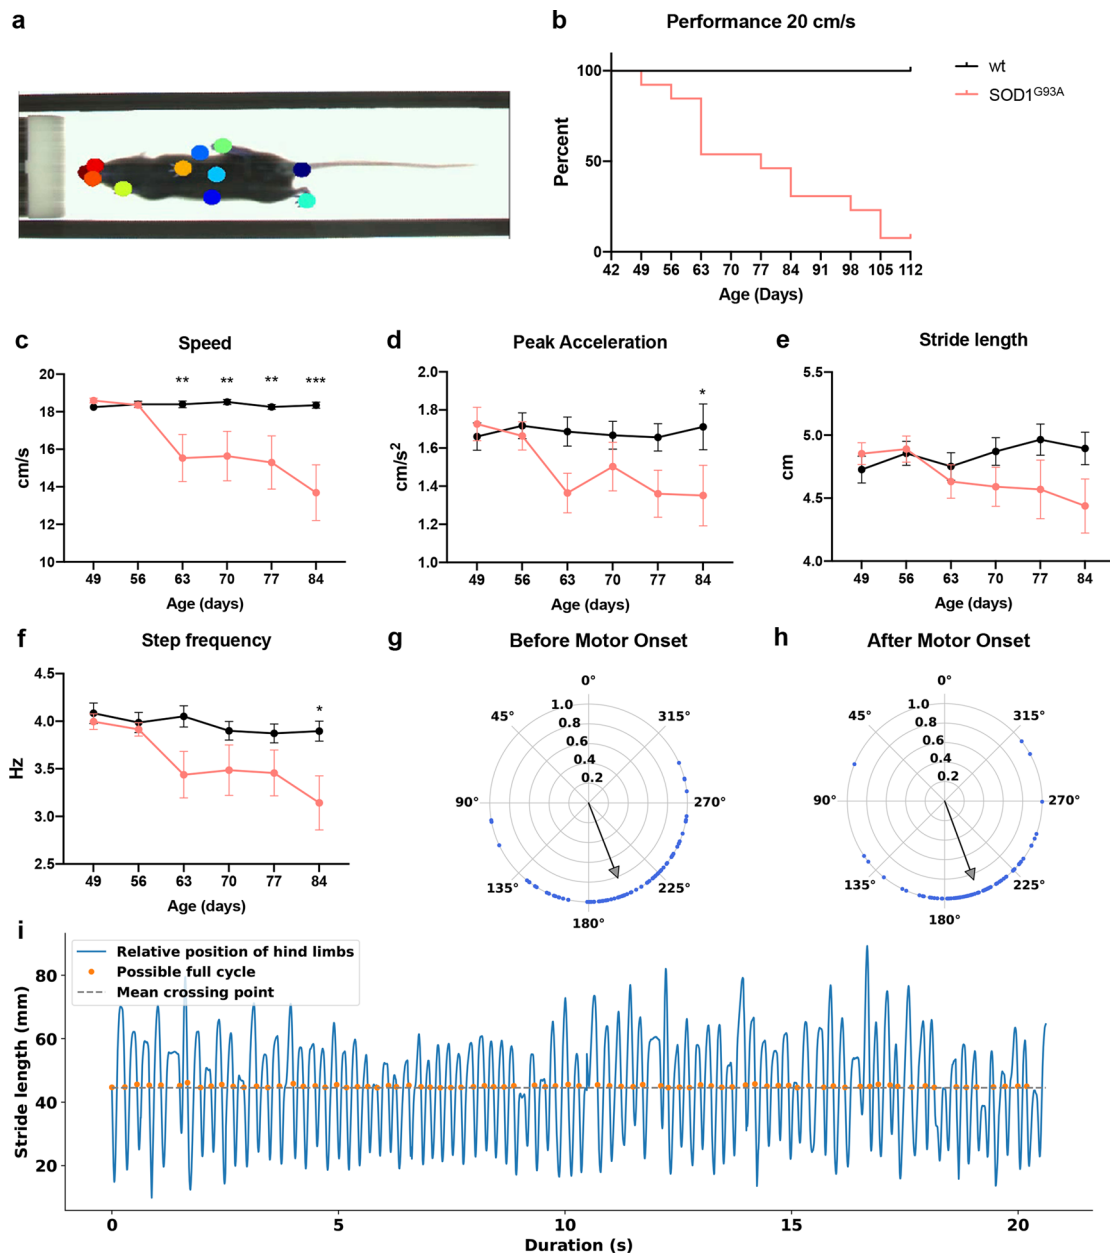 a
b
Performance 20 cm/s
wt
SOD1G93A
100
50
0
Percent
42 49 56 63 70 77 84 91 98 105 112
Age (Days)
c
Speed
** ** ** ***
20
18
16
14
12
10
cm/s
49 56 63 70 77 84
Age (days)
d
Peak Acceleration
*
2.0
1.8
1.6
1.4
1.2
1.0
cm/s2
49 56 63 70 77 84
Age (days)
e
Stride length
5.5
5.0
4.5
4.0
cm
49 56 63 70 77 84
Age (days)
f
Step frequency
*
4.5
4.0
3.5
3.0
2.5
Hz
49 56 63 70 77 84
Age (days)
g
Before Motor Onset
0°
45°
315°
1.0
0.8
0.6
0.4
0.2
90°
270°
135°
225°
180°
h
After Motor Onset
0°
45°
315°
1.0
0.8
0.6
0.4
0.2
90°
270°
135°
225°
180°
i
Relative position of hind limbs
Possible full cycle
Mean crossing point
80
60
40
20
Stride length (mm)
0 5 10 15 20
Duration (s)